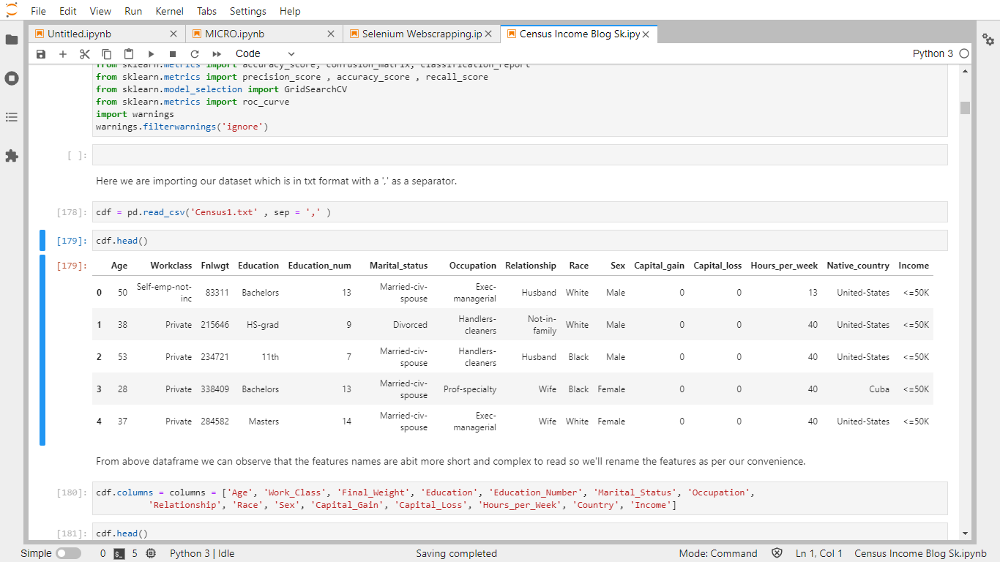 File Edit View Run Kernel Tabs Settings Help
Untitled.ipynb MICRO.ipynb Selenium Webscrapping.ip Census Income Blog Sk.ipy
Code Python 3
from sklearn.metrics import accuracy_score, confusion_matrix, classification_report
from sklearn.metrics import precision_score , accuracy_score , recall_score
from sklearn.model_selection import GridSearchCV
from sklearn.metrics import roc_curve
import warnings
warnings.filterwarnings('ignore')
[ ]:
Here we are importing our dataset which is in txt format with a ',' as a separator.
[178]: cdf = pd.read_csv('Census1.txt' , sep = ',' )
[179]: cdf.head()
[179]: Age Workclass Fnlwgt Education Education_num Marital_status Occupation Relationship Race Sex Capital_gain Capital_loss Hours_per_week Native_country Income
0 50 Self-emp-not-inc 83311 Bachelors 13 Married-civ-spouse Exec-managerial Husband White Male 0 0 13 United-States <=50K
1 38 Private 215646 HS-grad 9 Divorced Handlers-cleaners Not-in-family White Male 0 0 40 United-States <=50K
2 53 Private 234721 11th 7 Married-civ-spouse Handlers-cleaners Husband Black Male 0 0 40 United-States <=50K
3 28 Private 338409 Bachelors 13 Married-civ-spouse Prof-specialty Wife Black Female 0 0 40 Cuba <=50K
4 37 Private 284582 Masters 14 Married-civ-spouse Exec-managerial Wife White Female 0 0 40 United-States <=50K
From above dataframe we can observe that the features names are abit more short and complex to read so we'll rename the features as per our convenience.
[180]: cdf.columns = columns = ['Age', 'Work_Class', 'Final_Weight', 'Education', 'Education_Number', 'Marital_Status', 'Occupation',
'Relationship', 'Race', 'Sex', 'Capital_Gain', 'Capital_Loss', 'Hours_per_Week', 'Country', 'Income']
[181]: cdf.head()
Simple 0 $_ 5 Python 3 | Idle Saving completed Mode: Command Ln 1, Col 1 Census Income Blog Sk.ipynb